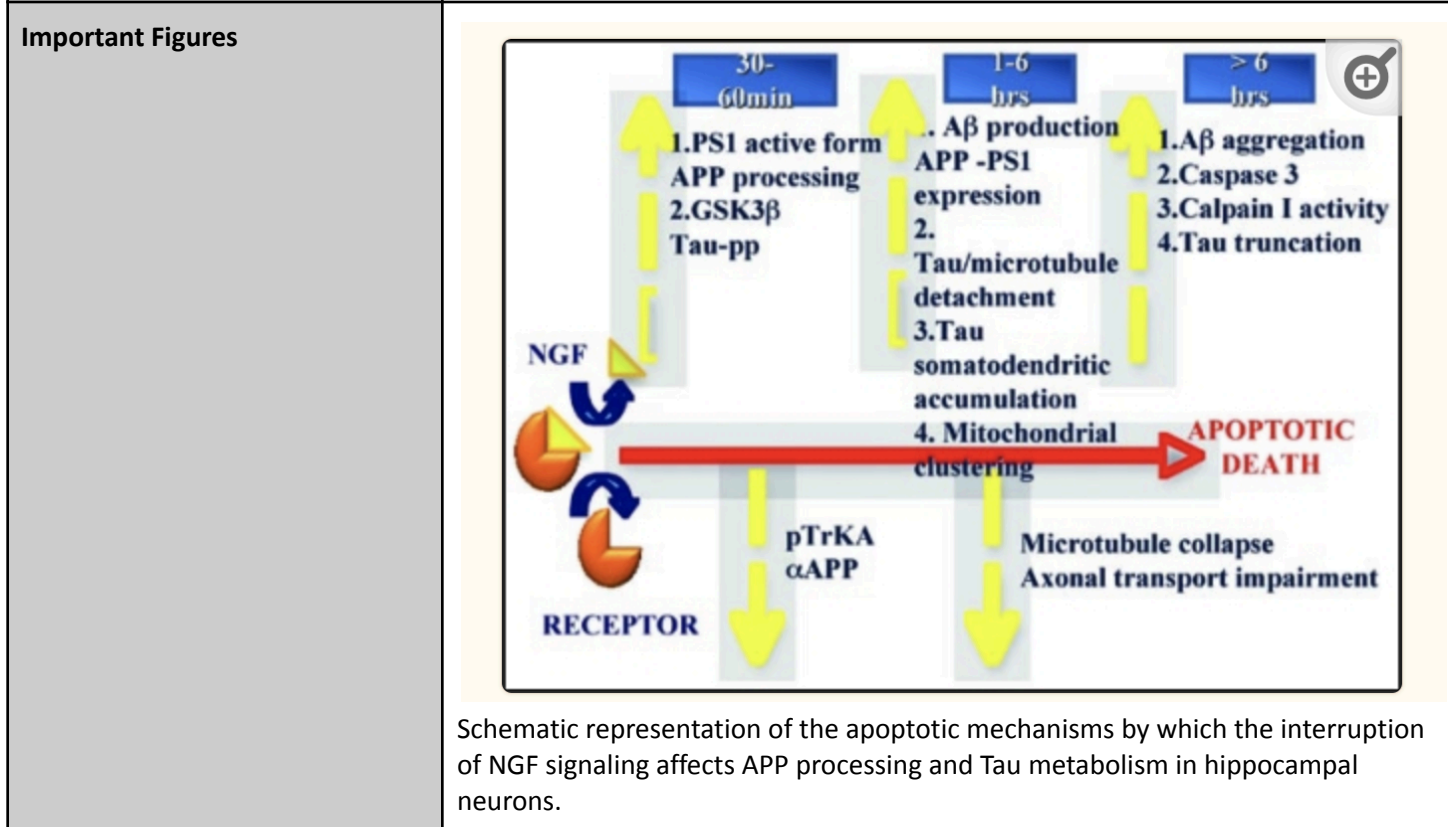 Important Figures
30-
60min
1-6
hrs
> 6
hrs
1.PS1 active form
APP processing
2.GSK3β
Tau-pp
.. Aβ production
APP -PS1
expression
2.
Tau/microtubule
detachment
3.Tau
somatodendritic
accumulation
4. Mitochondrial
clustering
1.Aβ aggregation
2.Caspase 3
3.Calpain I activity
4.Tau truncation
NGF
RECEPTOR
APOPTOTIC
DEATH
pTrKA
αAPP
Microtubule collapse
Axonal transport impairment
Schematic representation of the apoptotic mechanisms by which the interruption
of NGF signaling affects APP processing and Tau metabolism in hippocampal
neurons.